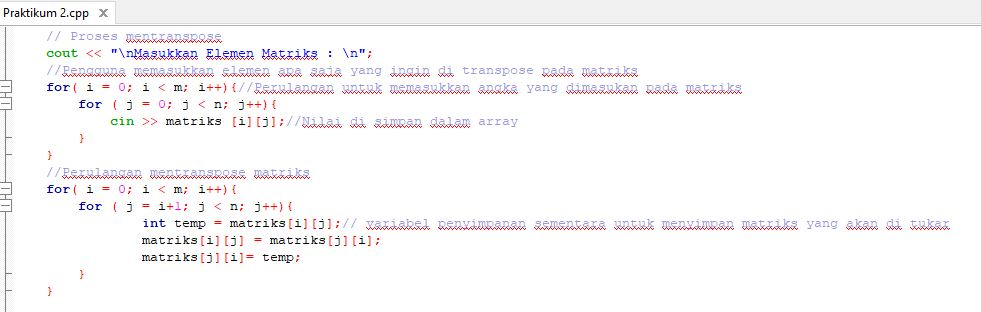 Praktikum 2.cpp X
// Proses mentranspose
cout << "\nMasukkan Elemen Matriks : \n";
//Pengguna memasukkan elemen apa saja yang ingin di transpose pada matriks
for( i = 0; i < m; i++){//Perulangan untuk memasukkan angka yang dimasukan pada matriks
for ( j = 0; j < n; j++){
cin >> matriks [i][j];//Nilai di simpan dalam array
}
}
//Perulangan mentranspose matriks
for( i = 0; i < m; i++){
for ( j = i+1; j < n; j++){
int temp = matriks[i][j];// variabel penyimpanan sementara untuk menyimpan matriks yang akan di tukar
matriks[i][j] = matriks[j][i];
matriks[j][i]= temp;
}
}